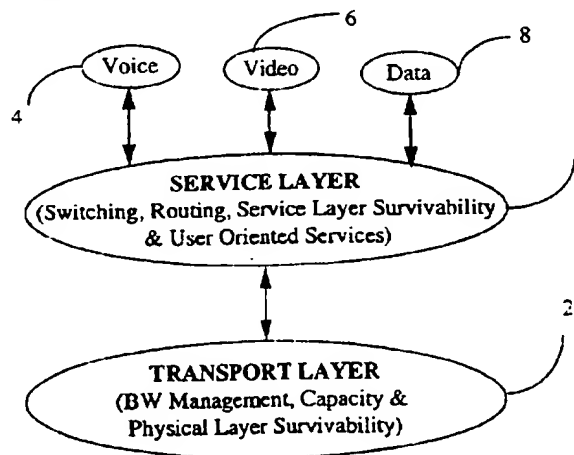 6
8
4
Voice
Video
Data
SERVICE LAYER
(Switching, Routing, Service Layer Survivability
& User Oriented Services)
2
TRANSPORT LAYER
(BW Management, Capacity &
Physical Layer Survivability)